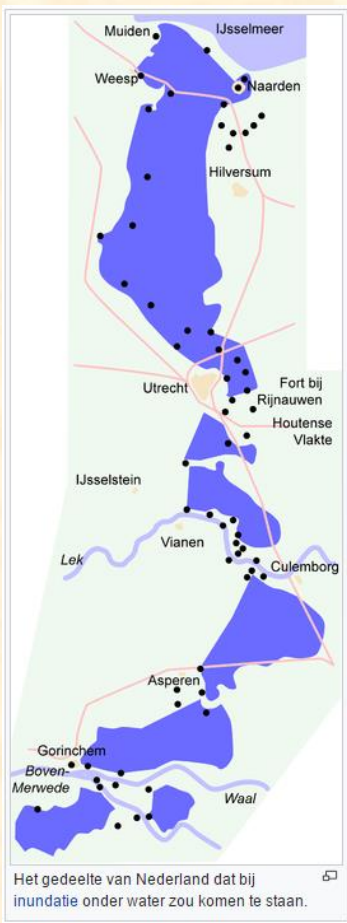 Muiden
IJsselmeer
Weesp
Naarden
Hilversum
Utrecht
Fort bij
Rijnauwen
Houtense
Vlakte
IJsselstein
Vianen
Lek
Culemborg
Asperen
Gorinchem
Boven-
Merwede
Waal
Het gedeelte van Nederland dat bij
inundatie onder water zou komen te staan.